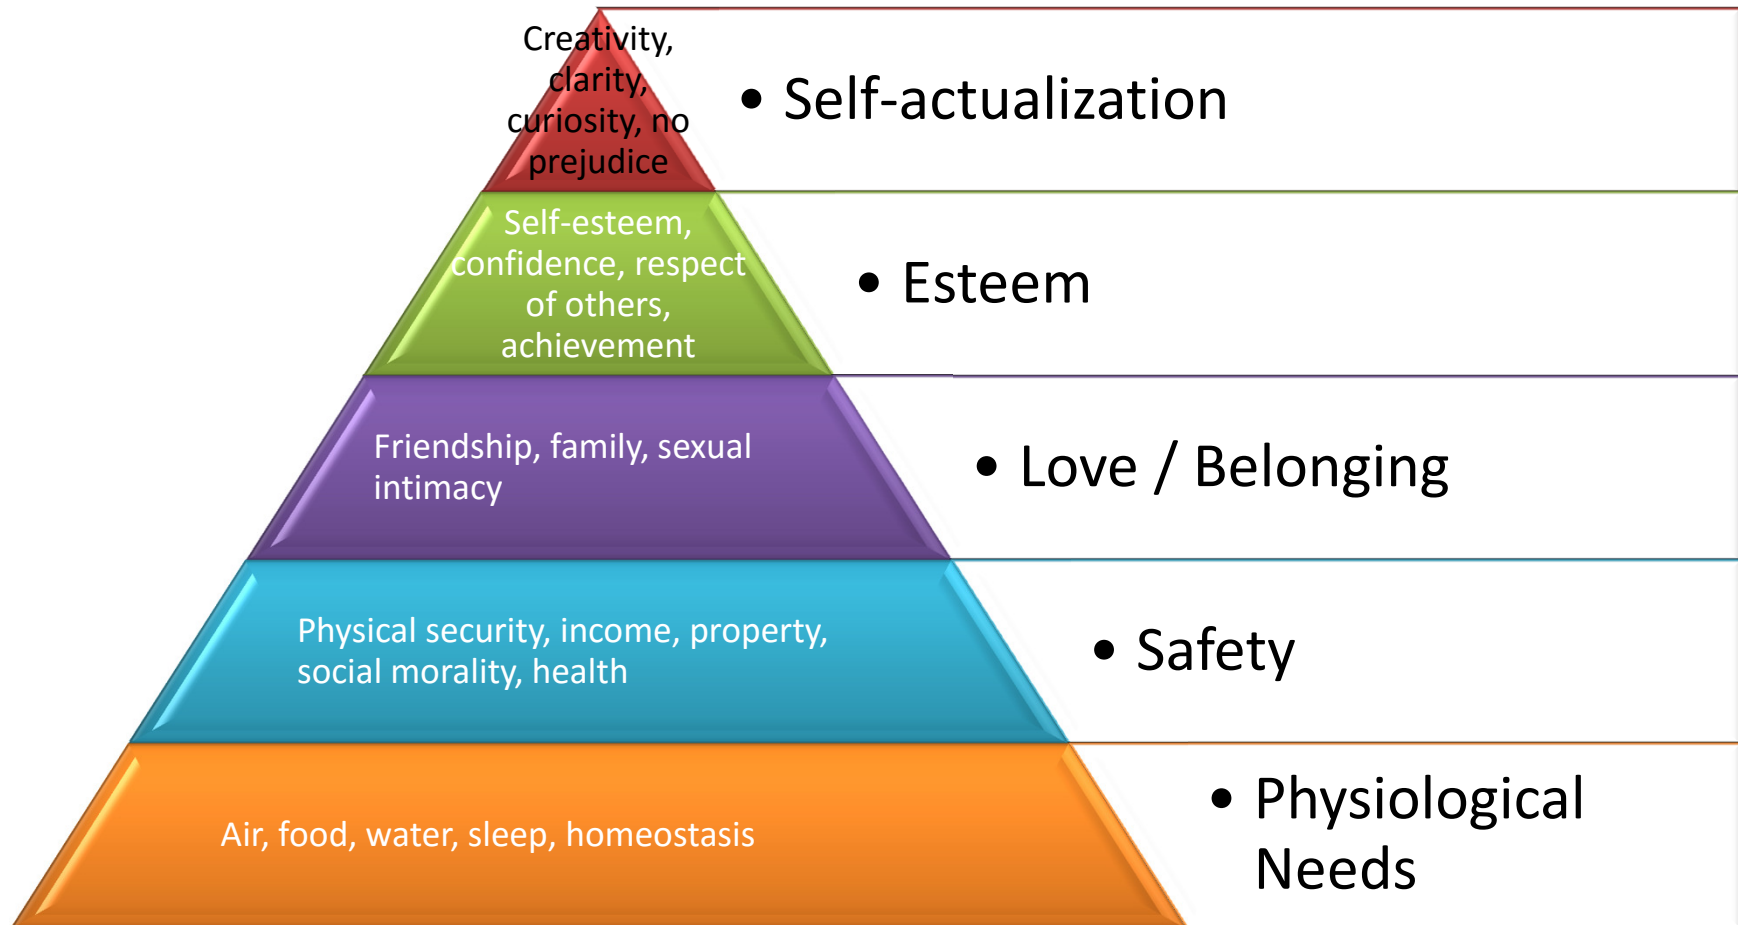 Creativity,
clarity,
curiosity, no
prejudice
• Self-actualization
Self-esteem,
confidence, respect
of others,
achievement
• Esteem
Friendship, family, sexual
intimacy
• Love / Belonging
Physical security, income, property,
social morality, health
• Safety
Air, food, water, sleep, homeostasis
• Physiological
Needs